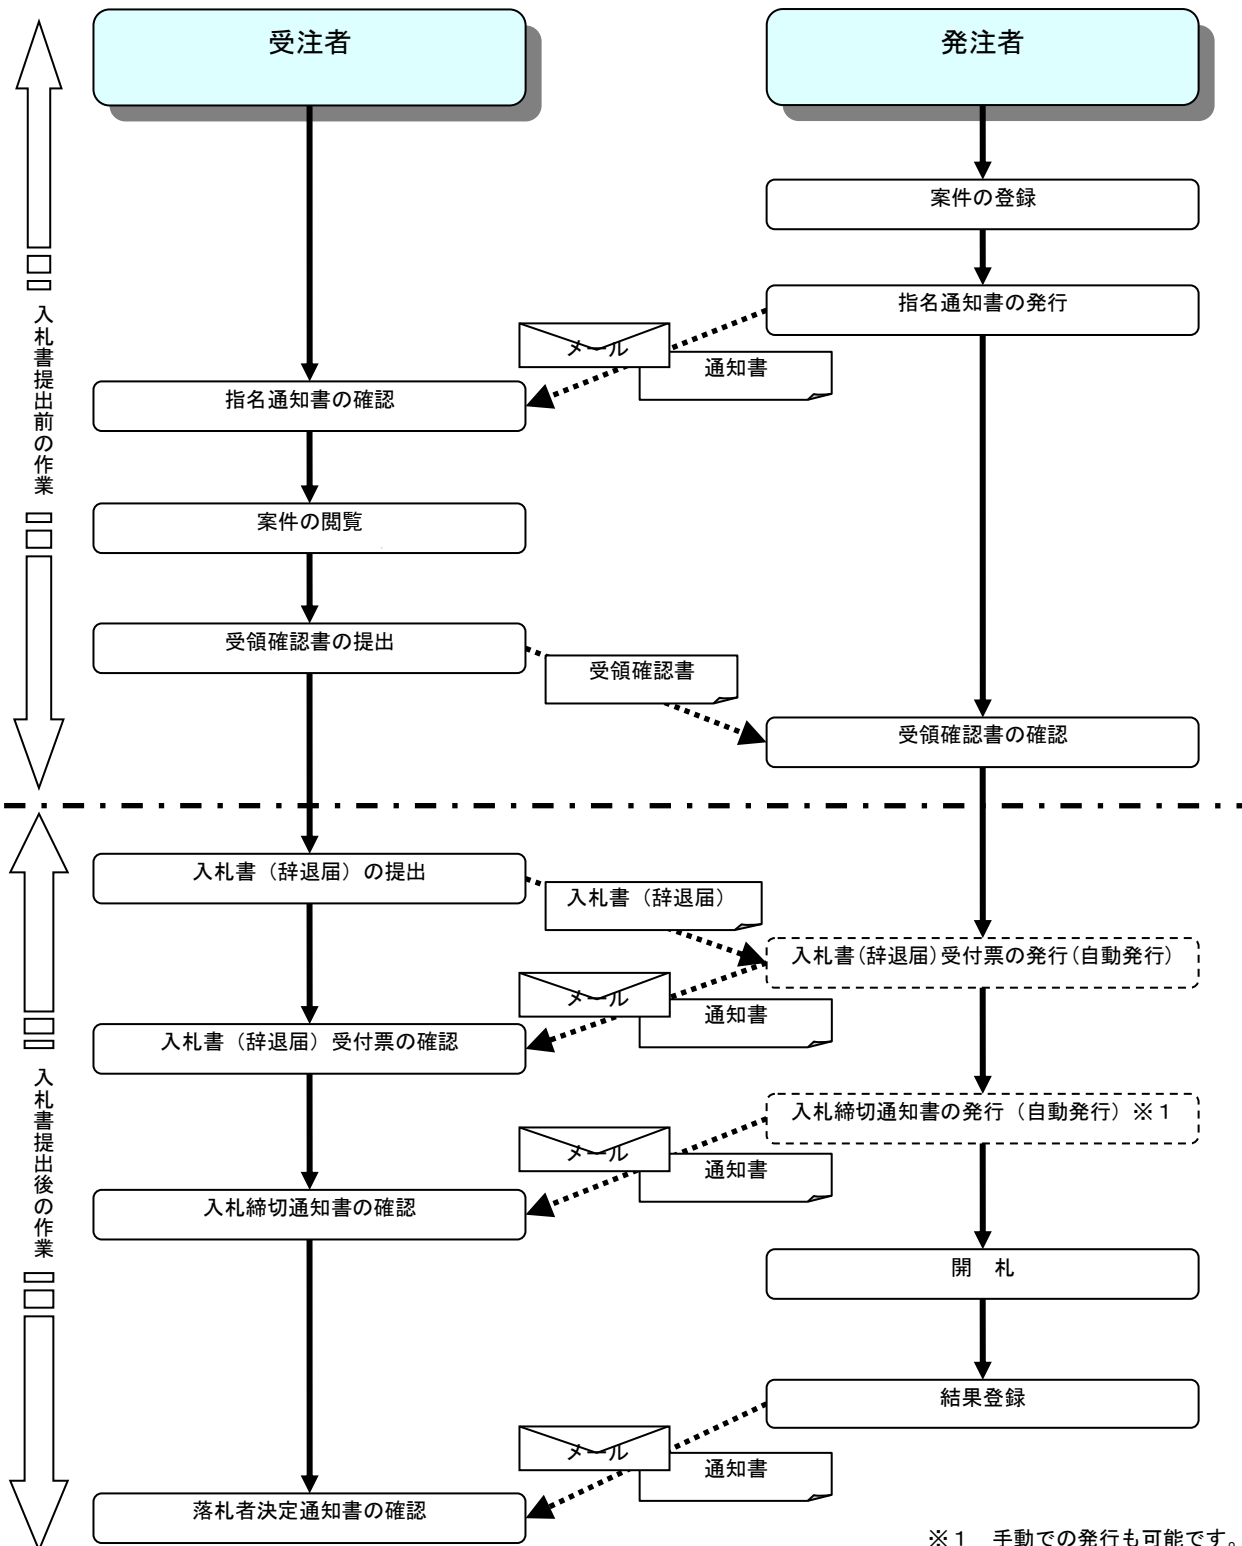 受注者
発注者
案件の登録
指名通知書の発行
メール
通知書
指名通知書の確認
入札書提出前の作業
案件の閲覧
受領確認書の提出
受領確認書
受領確認書の確認
入札書（辞退届）の提出
入札書（辞退届）
入札書（辞退届）受付票の発行（自動発行）
メール
通知書
入札書（辞退届）受付票の確認
入札書提出後の作業
入札締切通知書の発行（自動発行）※１
メール
通知書
入札締切通知書の確認
開　札
結果登録
メール
通知書
落札者決定通知書の確認
※１　手動での発行も可能です。